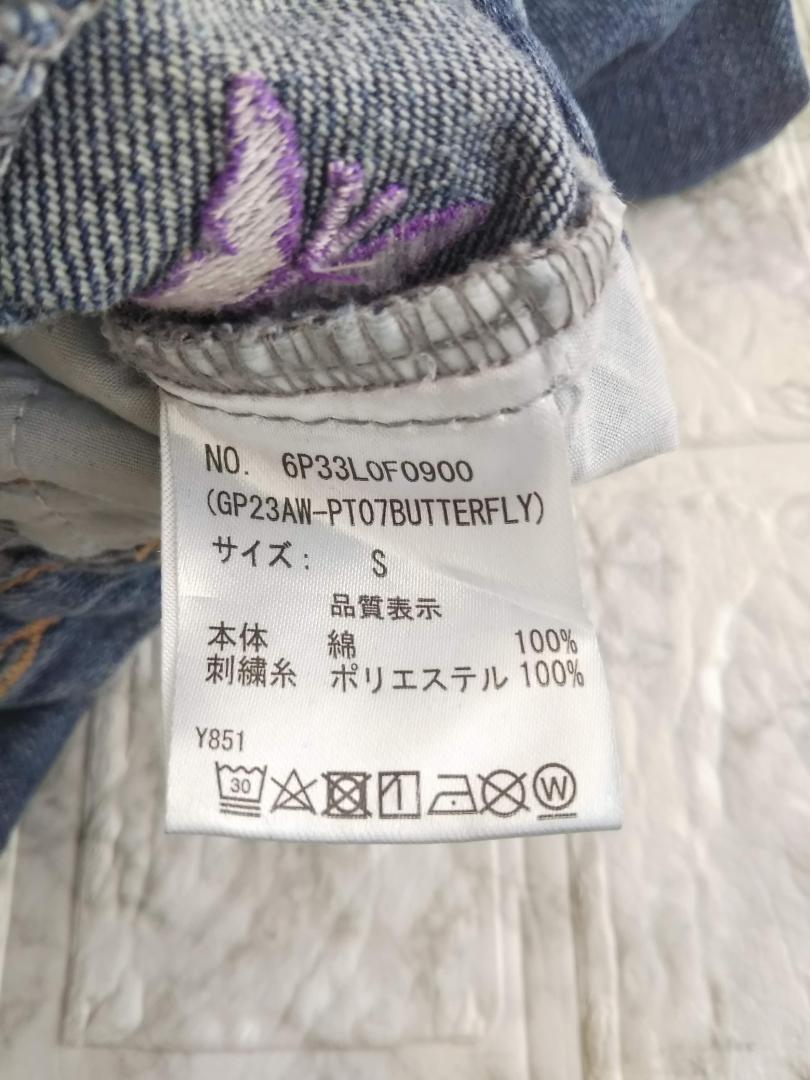 NO. 6P33L0F0900
(GP23AW-PT07BUTTERFLY)
サイズ: S
品質表示
本体 綿 100%
刺繍糸 ポリエステル 100%
Y851
30 W